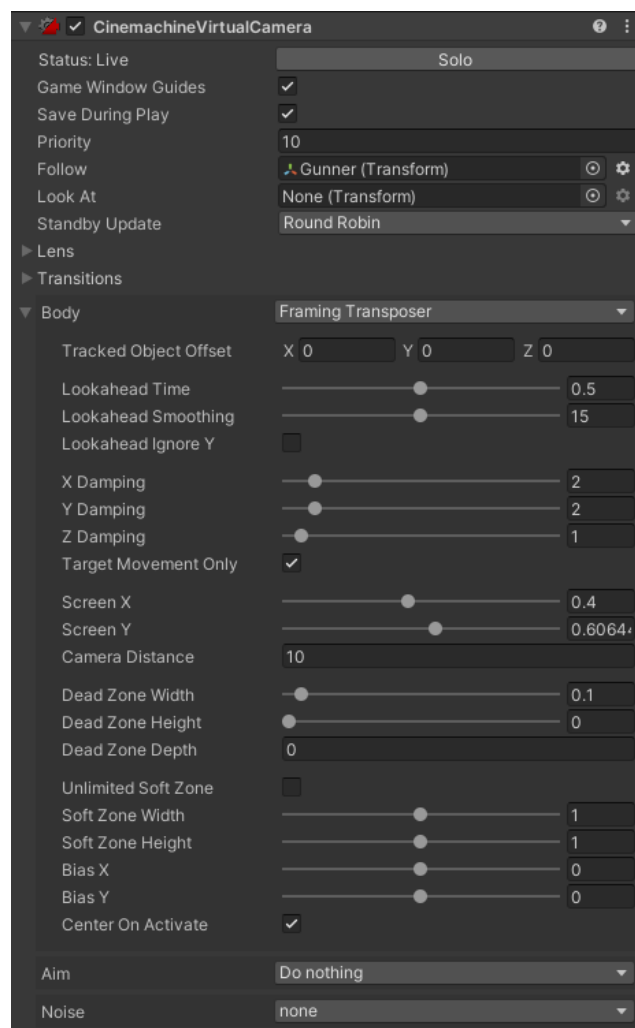 CinemachineVirtualCamera
Status: Live Solo
Game Window Guides
Save During Play
Priority 10
Follow Gunner (Transform)
Look At None (Transform)
Standby Update Round Robin
Lens
Transitions
Body Framing Transposer
Tracked Object Offset X 0 Y 0 Z 0
Lookahead Time 0.5
Lookahead Smoothing 15
Lookahead Ignore Y
X Damping 2
Y Damping 2
Z Damping 1
Target Movement Only
Screen X 0.4
Screen Y 0.6064
Camera Distance 10
Dead Zone Width 0.1
Dead Zone Height 0
Dead Zone Depth 0
Unlimited Soft Zone
Soft Zone Width 1
Soft Zone Height 1
Bias X 0
Bias Y 0
Center On Activate
Aim Do nothing
Noise none